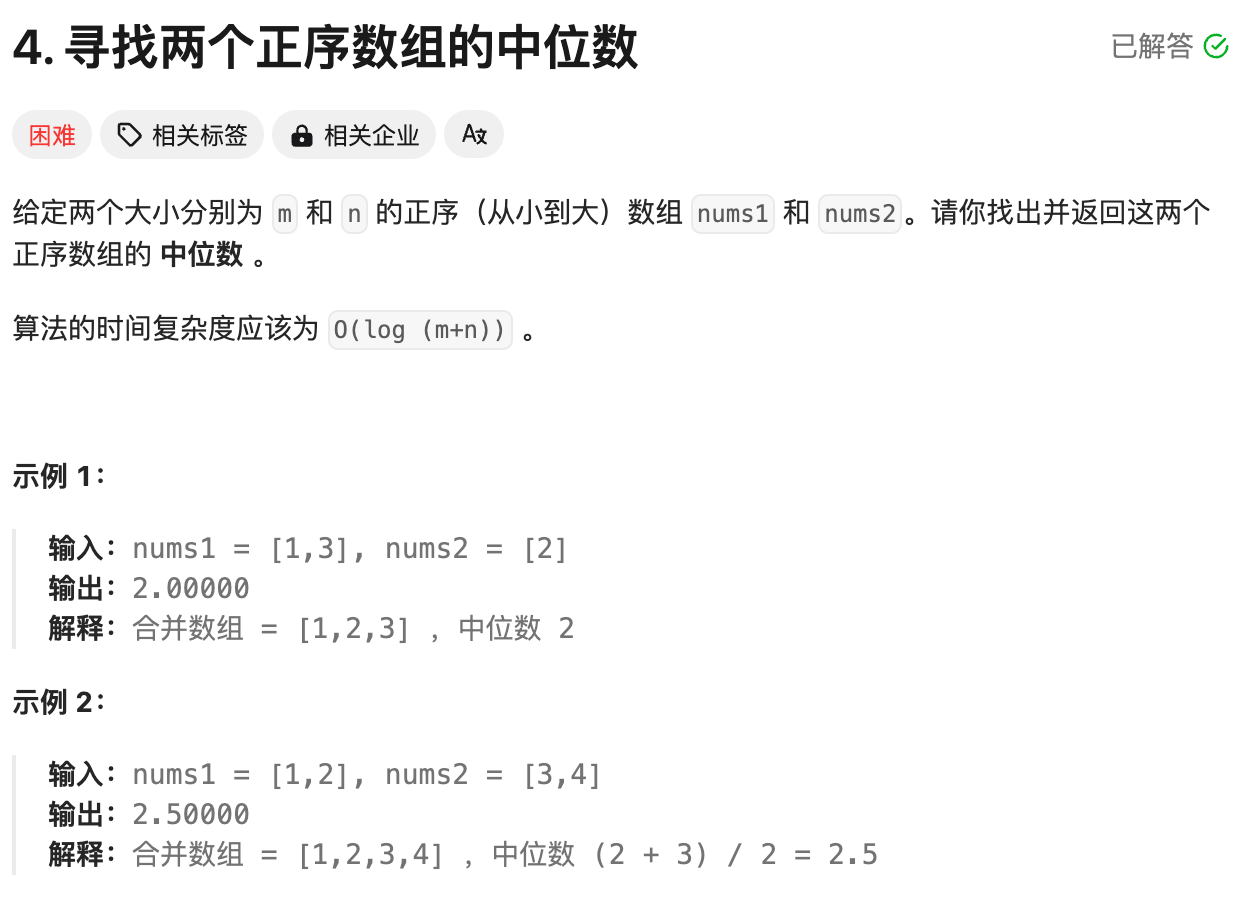 4. 寻找两个正序数组的中位数
已解答
困难 相关标签 相关企业 A文
给定两个大小分别为 m 和 n 的正序（从小到大）数组 nums1 和 nums2。请你找出并返回这两个
正序数组的 中位数 。
算法的时间复杂度应该为 O(log (m+n)) 。
示例 1：
输入：nums1 = [1,3], nums2 = [2]
输出：2.00000
解释：合并数组 = [1,2,3] ，中位数 2
示例 2：
输入：nums1 = [1,2], nums2 = [3,4]
输出：2.50000
解释：合并数组 = [1,2,3,4] ，中位数 (2 + 3) / 2 = 2.5